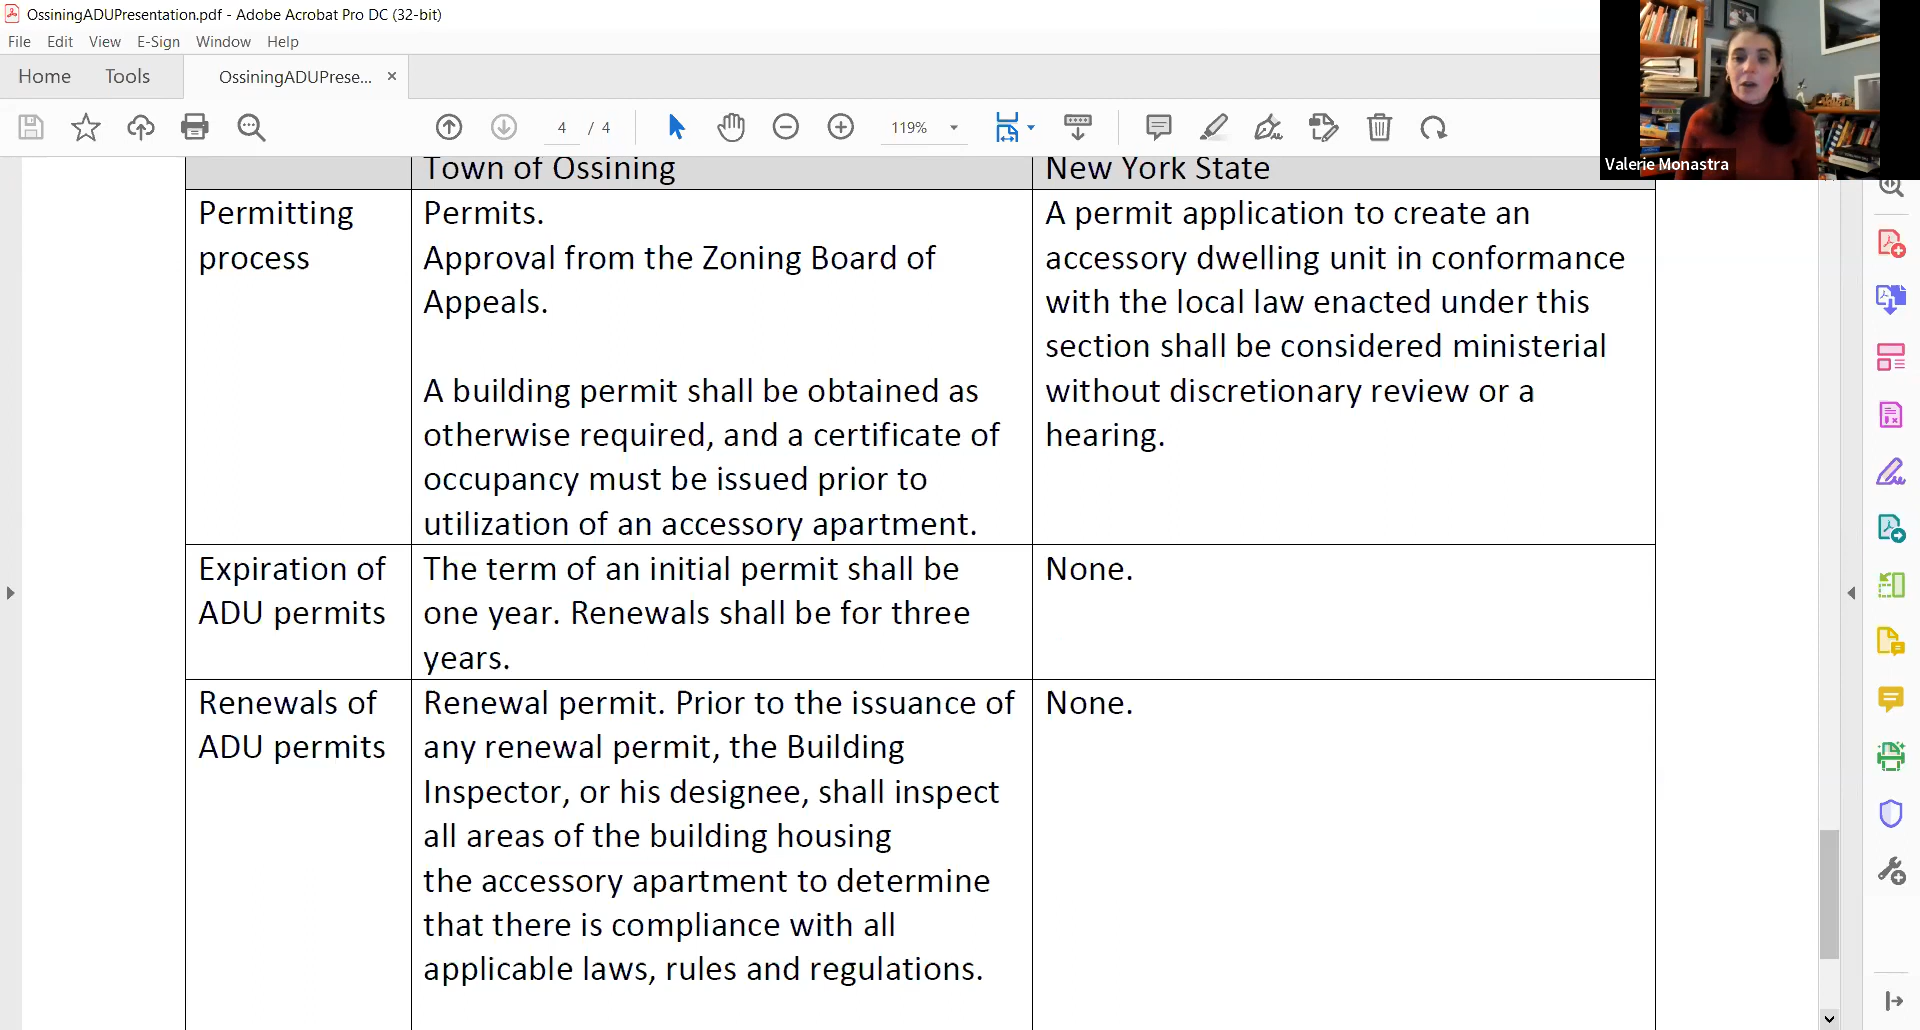 OssiningADUPresentation.pdf - Adobe Acrobat Pro DC (32-bit)
File Edit View E-Sign Window Help
Home Tools OssiningADUPrese... ×
4 / 4 119%
Valerie Monastra
Town of Ossining
New York State
Permitting
process
Permits.
Approval from the Zoning Board of
Appeals.
A building permit shall be obtained as
otherwise required, and a certificate of
occupancy must be issued prior to
utilization of an accessory apartment.
A permit application to create an
accessory dwelling unit in conformance
with the local law enacted under this
section shall be considered ministerial
without discretionary review or a
hearing.
Expiration of
ADU permits
The term of an initial permit shall be
one year. Renewals shall be for three
years.
None.
Renewals of
ADU permits
Renewal permit. Prior to the issuance of
any renewal permit, the Building
Inspector, or his designee, shall inspect
all areas of the building housing
the accessory apartment to determine
that there is compliance with all
applicable laws, rules and regulations.
None.